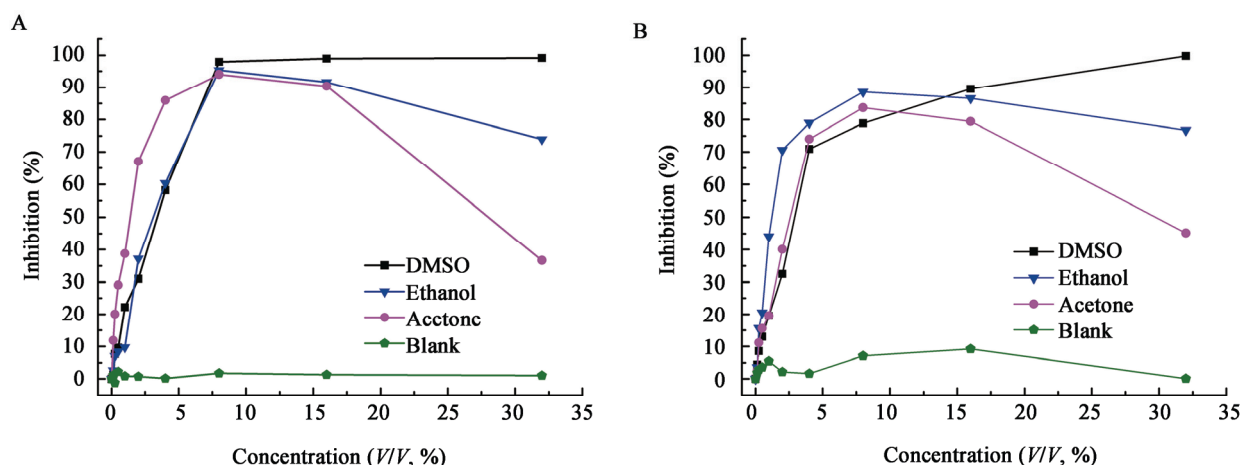 A
100
90
80
70
60
50
40
30
20
10
0
Inhibition (%)
DMSO
Ethanol
Acctonc
Blank
0 5 10 15 20 25 30 35
Concentration (V/V, %)
B
100
90
80
70
60
50
40
30
20
10
0
Inhibition (%)
DMSO
Ethanol
Acetone
Blank
0 5 10 15 20 25 30 35
Concentration (V/V, %)